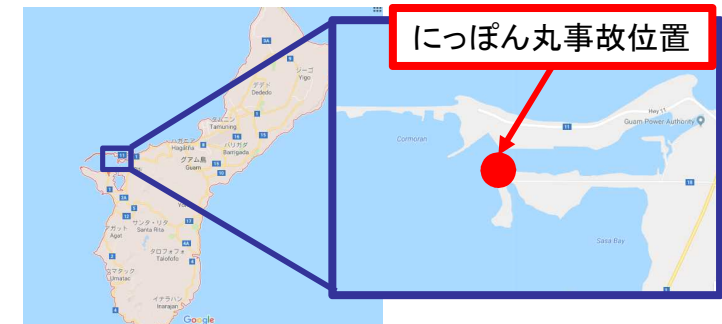 にっぽん丸事故位置
デデド
Dededo
ジーゴ
Yigo
タムニン
Tamuning
ハガニア
Hagåtña
バリガダ
Barrigada
グアム島
Guam
サンタ・リタ
Santa Rita
アガット
Agat
タロフォフォ
Talofofo
ウマタック
Umatac
イナラハン
Inarajan
Google
Cormoran
Hwy 11
Guam Power Authority
11
18
Sasa Bay